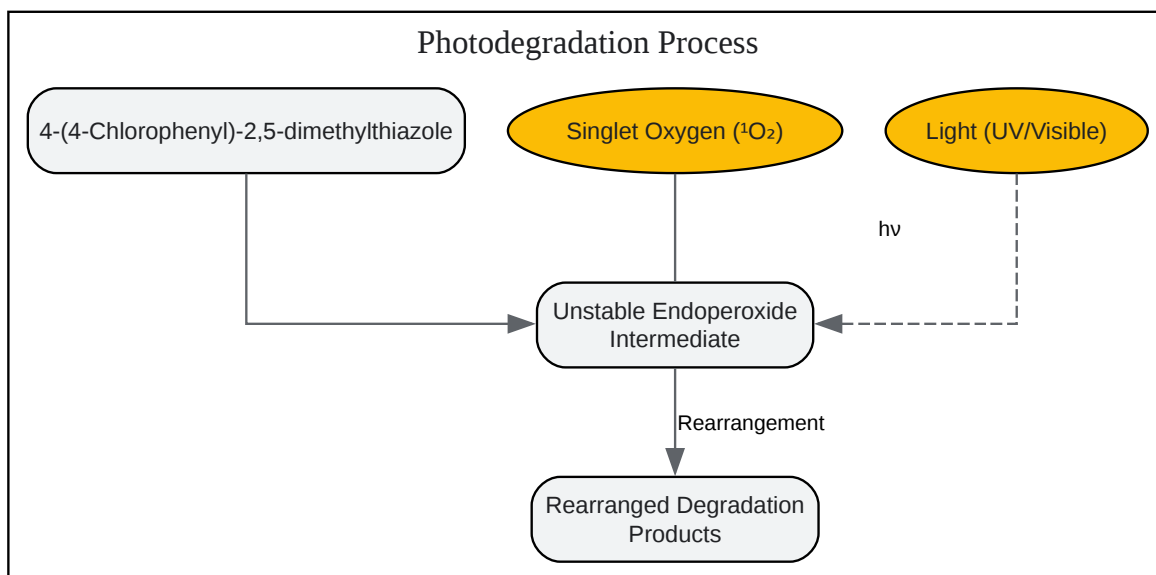 Photodegradation Process
4-(4-Chlorophenyl)-2,5-dimethylthiazole
Singlet Oxygen (¹O₂)
Light (UV/Visible)
hν
Unstable Endoperoxide
Intermediate
Rearrangement
Rearranged Degradation
Products